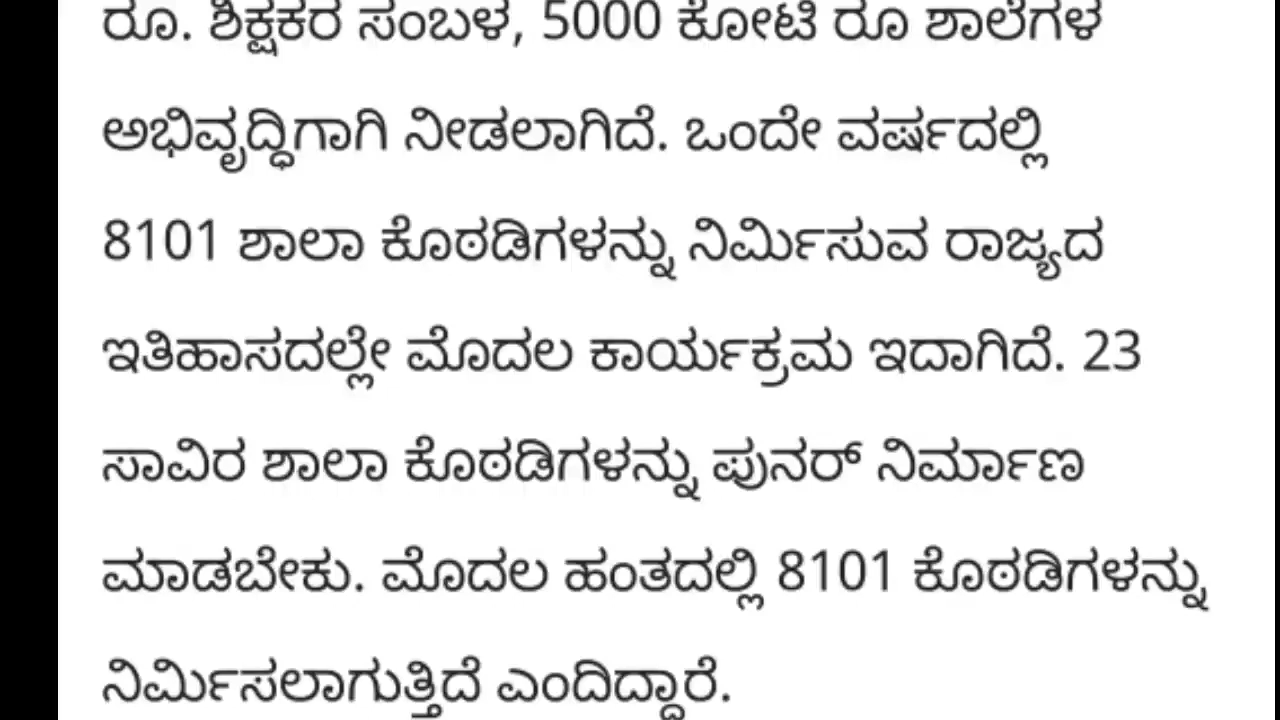 ರೂ. ಶಿಕ್ಷಕರ ಸಂಬಳ, 5000 ಕೋಟಿ ರೂ ಶಾಲೆಗಳ
ಅಭಿವೃದ್ಧಿಗಾಗಿ ನೀಡಲಾಗಿದೆ. ಒಂದೇ ವರ್ಷದಲ್ಲಿ
8101 ಶಾಲಾ ಕೊಠಡಿಗಳನ್ನು ನಿರ್ಮಿಸುವ ರಾಜ್ಯದ
ಇತಿಹಾಸದಲ್ಲೇ ಮೊದಲ ಕಾರ್ಯಕ್ರಮ ಇದಾಗಿದೆ. 23
ಸಾವಿರ ಶಾಲಾ ಕೊಠಡಿಗಳನ್ನು ಪುನರ್ ನಿರ್ಮಾಣ
ಮಾಡಬೇಕು. ಮೊದಲ ಹಂತದಲ್ಲಿ 8101 ಕೊಠಡಿಗಳನ್ನು
ನಿರ್ಮಿಸಲಾಗುತ್ತಿದೆ ಎಂದಿದ್ದಾರೆ.